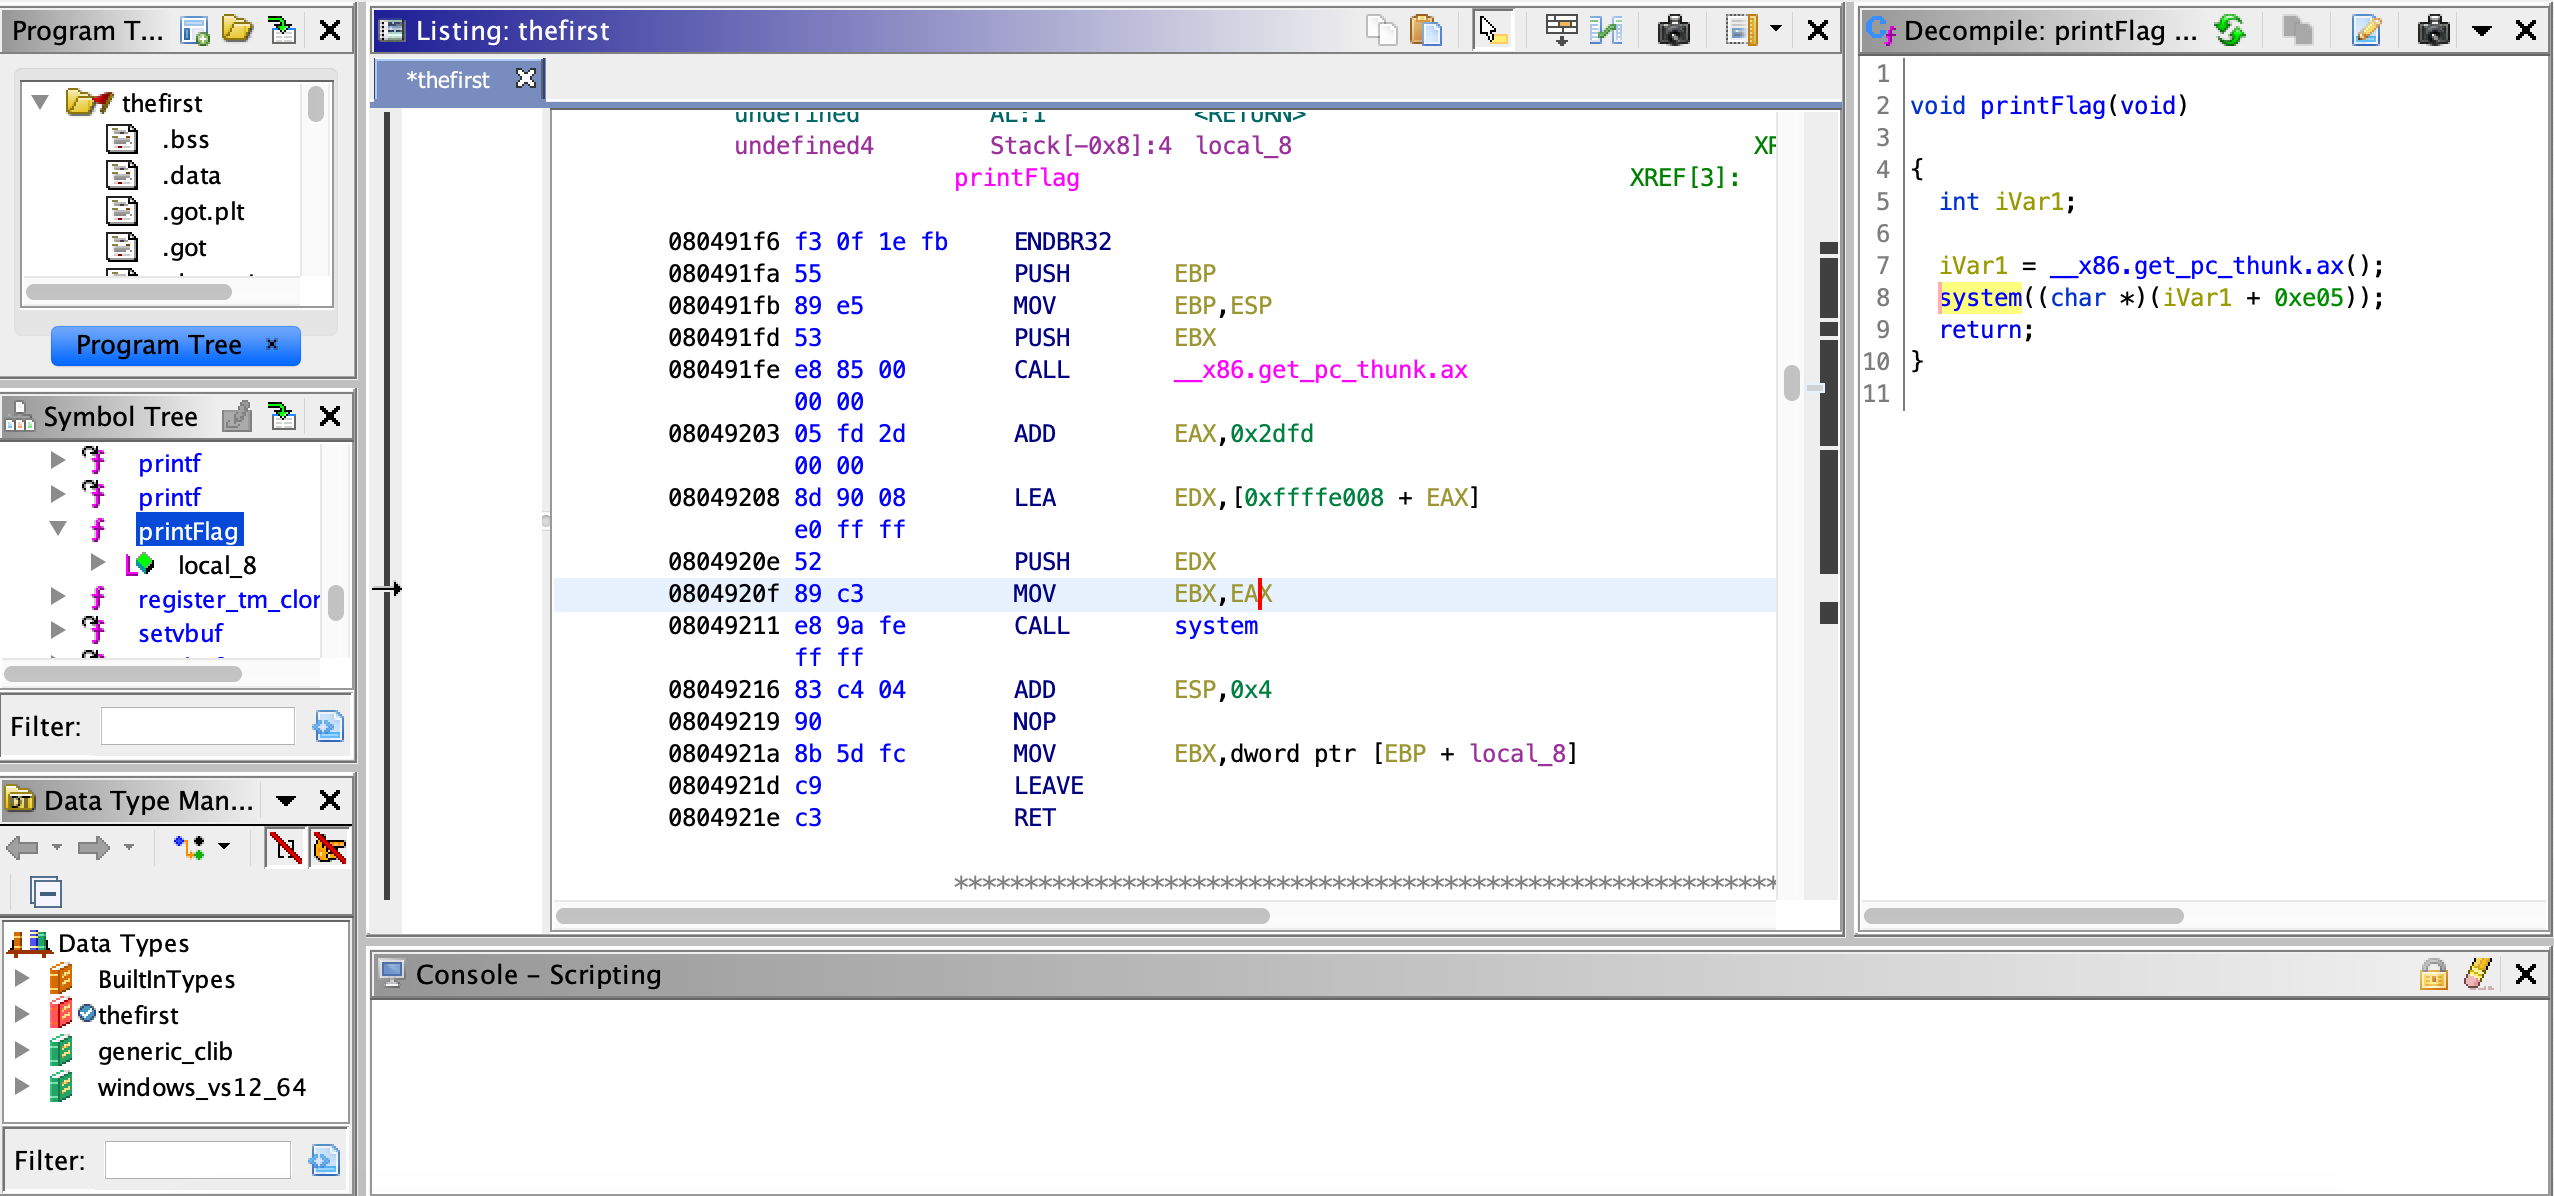 Program T...
thefirst
.bss
.data
.got.plt
.got
Program Tree ×
Symbol Tree
printf
printf
printFlag
local_8
register_tm_clor
setvbuf
Filter:
Data Type Man...
Data Types
BuiltInTypes
thefirst
generic_clib
windows_vs12_64
Filter:
Listing: thefirst
*thefirst
undefined AL:1 <RETURN>
undefined4 Stack[-0x8]:4 local_8 XR
printFlag XREF[3]:
080491f6 f3 0f 1e fb ENDBR32
080491fa 55 PUSH EBP
080491fb 89 e5 MOV EBP,ESP
080491fd 53 PUSH EBX
080491fe e8 85 00 CALL __x86.get_pc_thunk.ax
00 00
08049203 05 fd 2d ADD EAX,0x2dfd
00 00
08049208 8d 90 08 LEA EDX,[0xffffe008 + EAX]
e0 ff ff
0804920e 52 PUSH EDX
0804920f 89 c3 MOV EBX,EAX
08049211 e8 9a fe CALL system
ff ff
08049216 83 c4 04 ADD ESP,0x4
08049219 90 NOP
0804921a 8b 5d fc MOV EBX,dword ptr [EBP + local_8]
0804921d c9 LEAVE
0804921e c3 RET
***********************************************************
Decompile: printFlag ...
1
2 void printFlag(void)
3
4 {
5 int iVar1;
6
7 iVar1 = __x86.get_pc_thunk.ax();
8 system((char *)(iVar1 + 0xe05));
9 return;
10 }
11
Console - Scripting